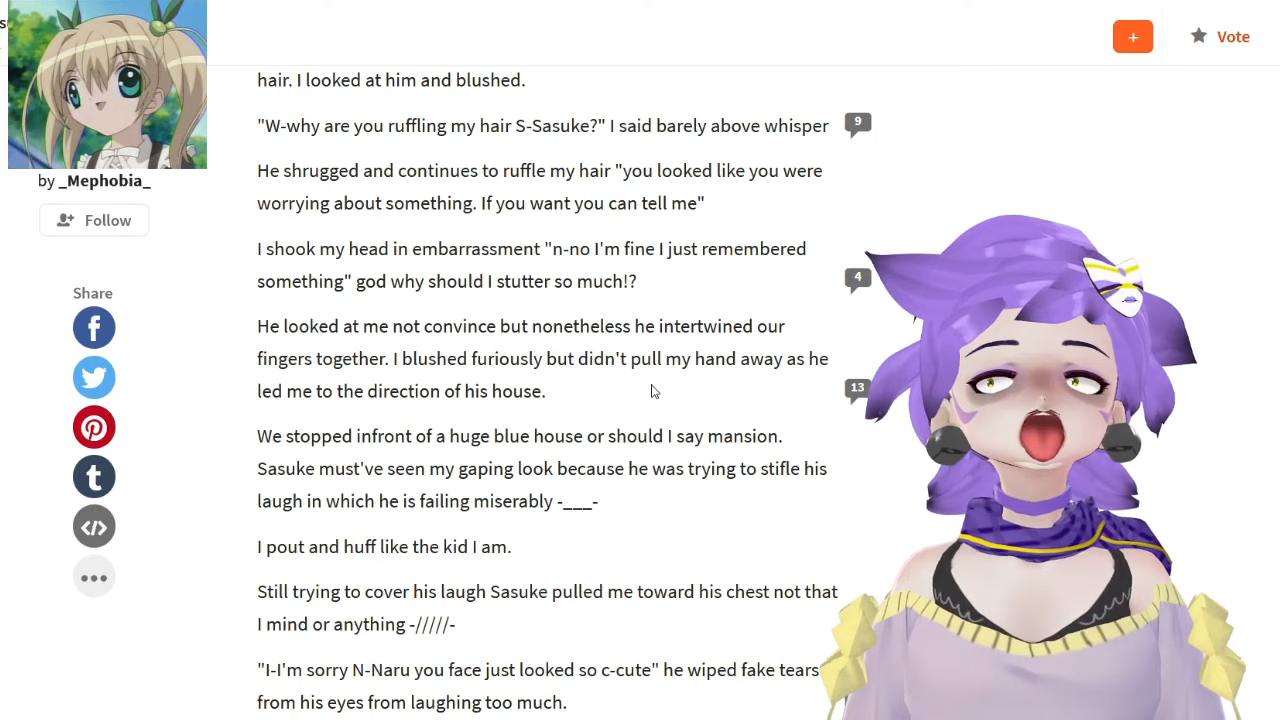 s
+
Vote
hair. I looked at him and blushed.
"W-why are you ruffling my hair S-Sasuke?" I said barely above whisper
9
by _Mephobia_
He shrugged and continues to ruffle my hair "you looked like you were
worrying about something. If you want you can tell me"
Follow
I shook my head in embarrassment "n-no I'm fine I just remembered
something" god why should I stutter so much!?
4
Share
He looked at me not convince but nonetheless he intertwined our
fingers together. I blushed furiously but didn't pull my hand away as he
led me to the direction of his house.
13
We stopped infront of a huge blue house or should I say mansion.
Sasuke must've seen my gaping look because he was trying to stifle his
laugh in which he is failing miserably -___-
I pout and huff like the kid I am.
Still trying to cover his laugh Sasuke pulled me toward his chest not that
I mind or anything -/////-
"I-I'm sorry N-Naru you face just looked so c-cute" he wiped fake tears
from his eyes from laughing too much.